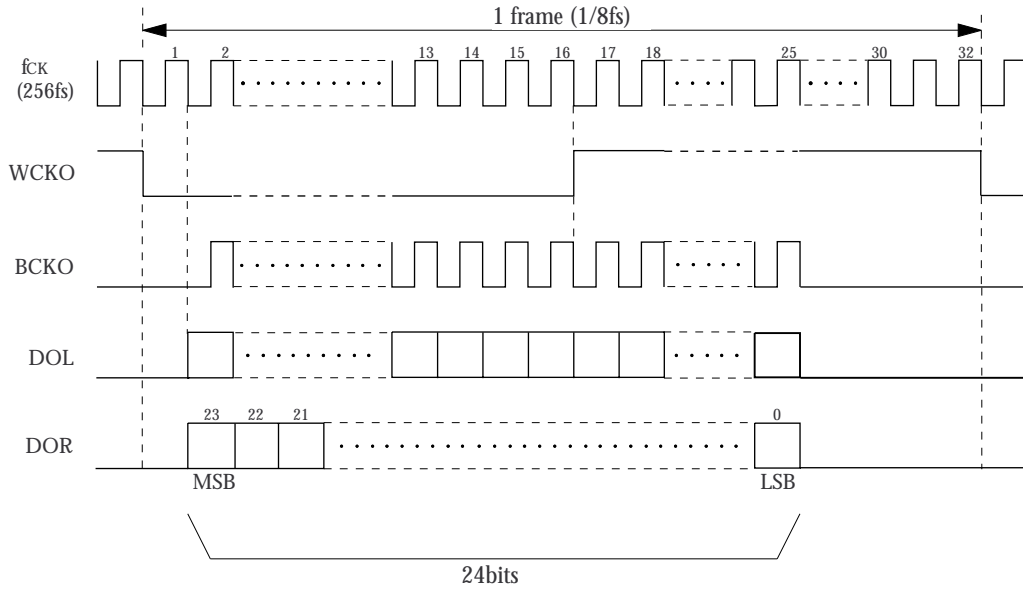 1 frame (1/8fs)
1 2 13 14 15 16 17 18 25 30 32
fCK
(256fs)
WCKO
BCKO
DOL
23 22 21 0
DOR
MSB LSB
24bits